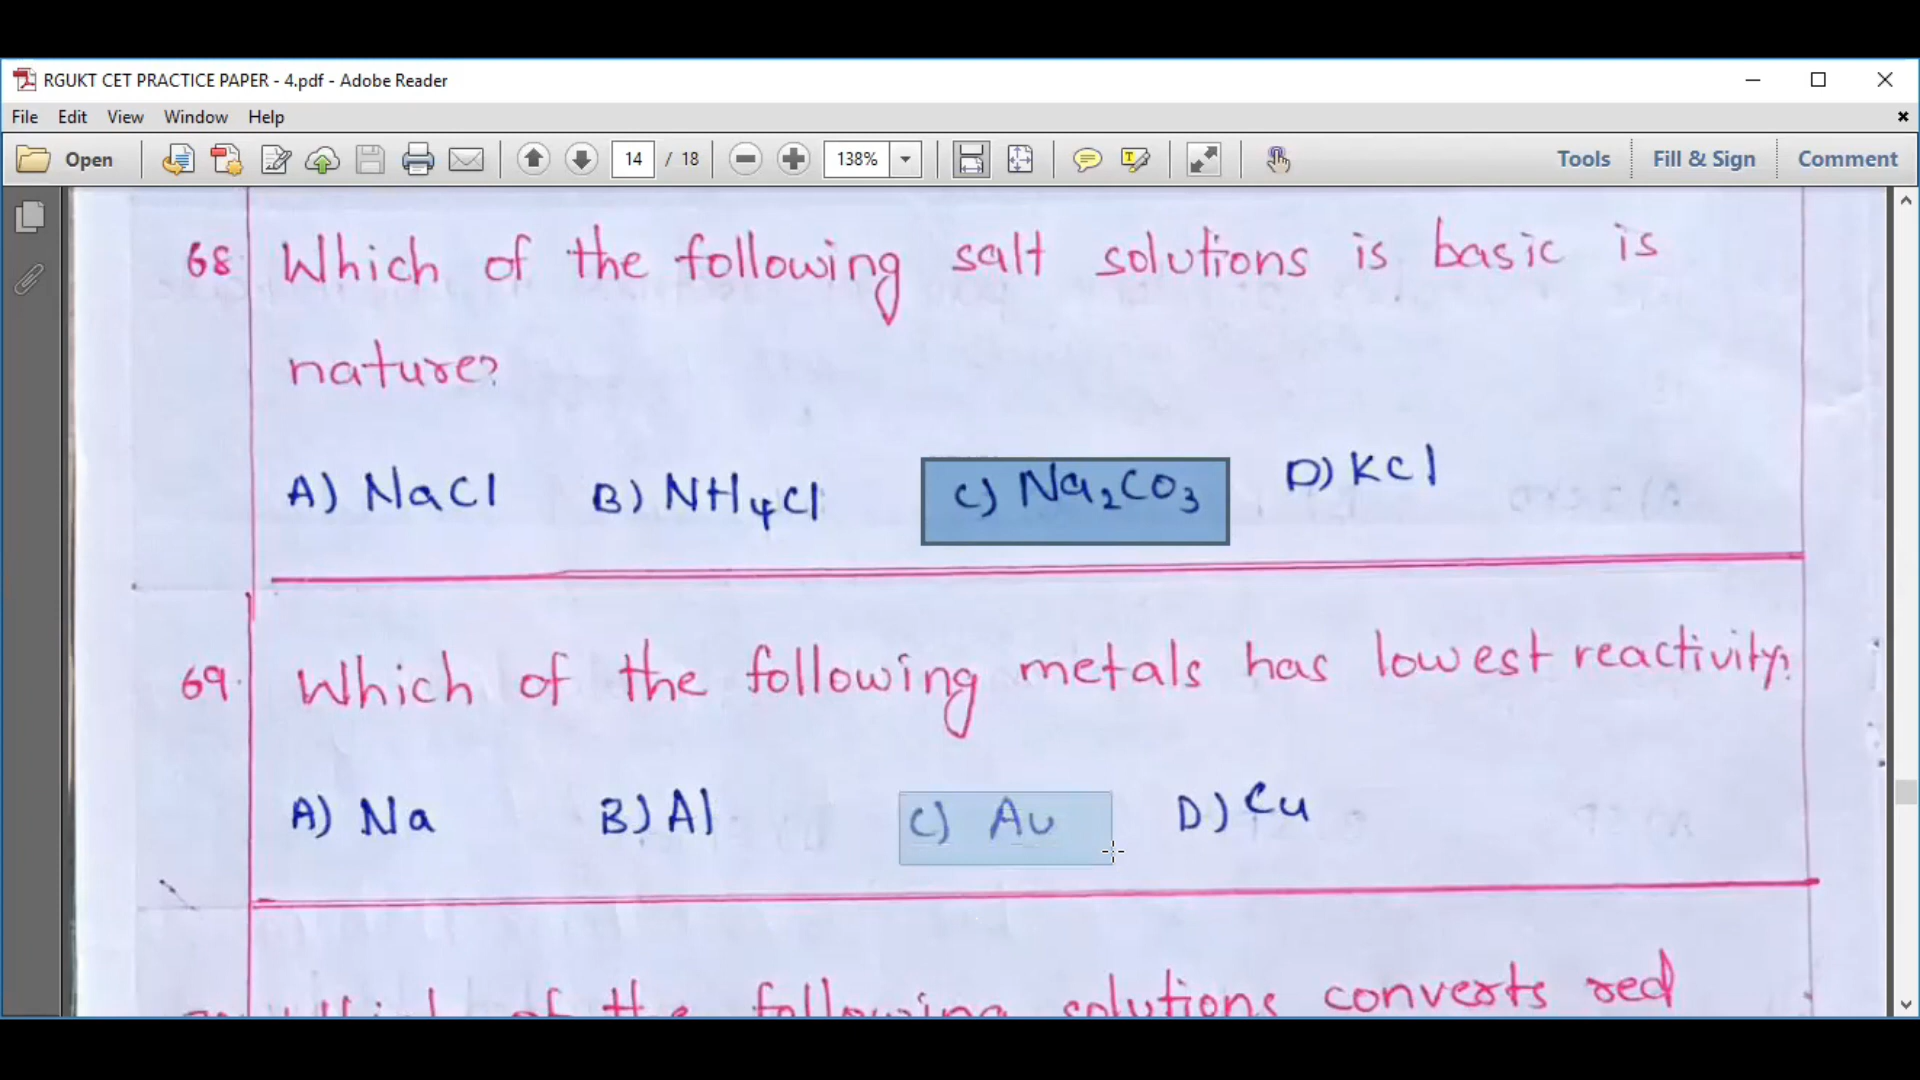 RGUKT CET PRACTICE PAPER - 4.pdf - Adobe Reader
File Edit View Window Help
Open 14 / 18 138% Tools Fill & Sign Comment
68. Which of the following salt solutions is basic is
nature?
A) NaCl B) NH4Cl C) Na2CO3 D) KCl
69. Which of the following metals has lowest reactivity?
A) Na B) Al C) Au D) Cu
of the following solutions converts red